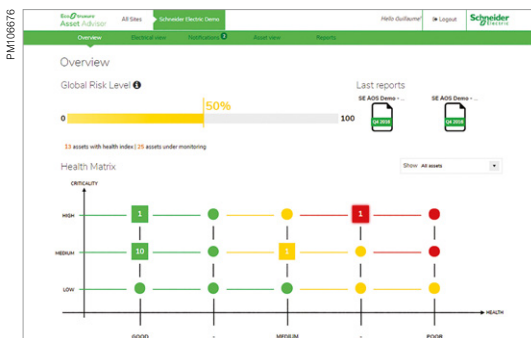 PM106676
EcoStruxure
Asset Advisor
All Sites
Schneider Electric Demo
Hello Guillaume
Logout
Schneider
Electric
Overview
Electrical view
Notifications 2
Asset view
Reports
Overview
Global Risk Level i
Last reports
SE AOS Demo - ...
SE AOS Demo - ...
50%
0
100
Q4 2018
Q4 2018
13 assets with health index | 25 assets under monitoring
Health Matrix
Show All assets
CRITICALITY
HIGH
1
1
MEDIUM
10
1
LOW
HEALTH
GOOD
-
MEDIUM
-
POOR